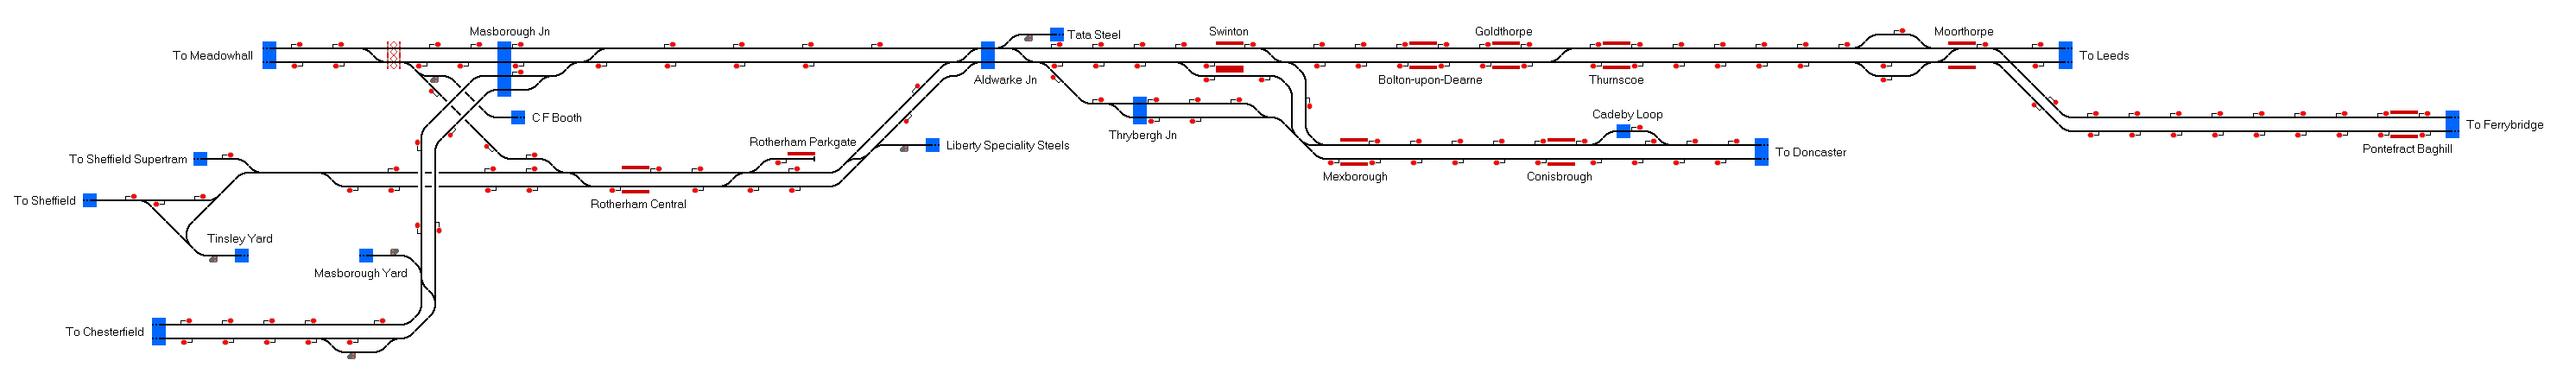 Masborough Jn
Tata Steel
Swinton
Goldthorpe
Moorthorpe
To Meadowhall
Aldwarke Jn
Bolton-upon-Dearne
Thurnscoe
To Leeds
C F Booth
Thrybergh Jn
Cadeby Loop
To Ferrybridge
Rotherham Parkgate
Liberty Speciality Steels
To Doncaster
Pontefract Baghill
To Sheffield Supertram
Mexborough
Conisbrough
To Sheffield
Rotherham Central
Tinsley Yard
Masborough Yard
To Chesterfield